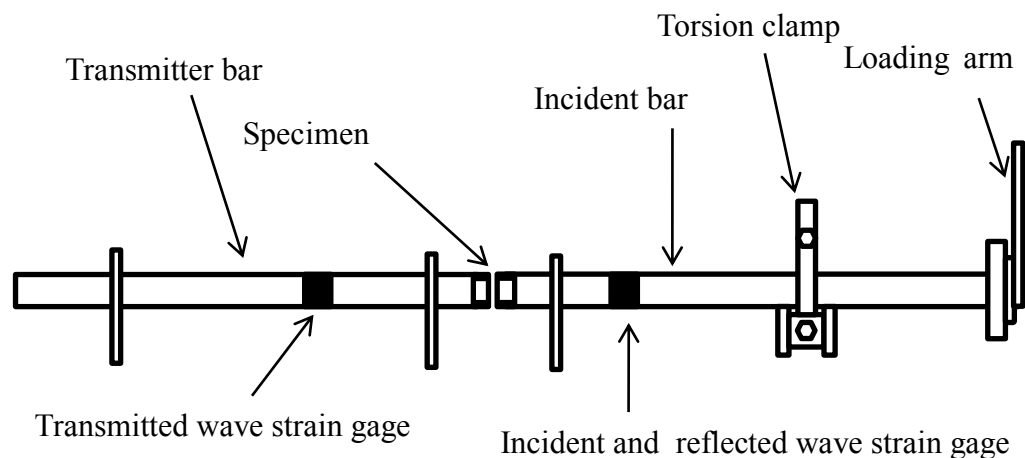 Torsion clamp
Loading arm
Transmitter bar
Incident bar
Specimen
Transmitted wave strain gage
Incident and reflected wave strain gage